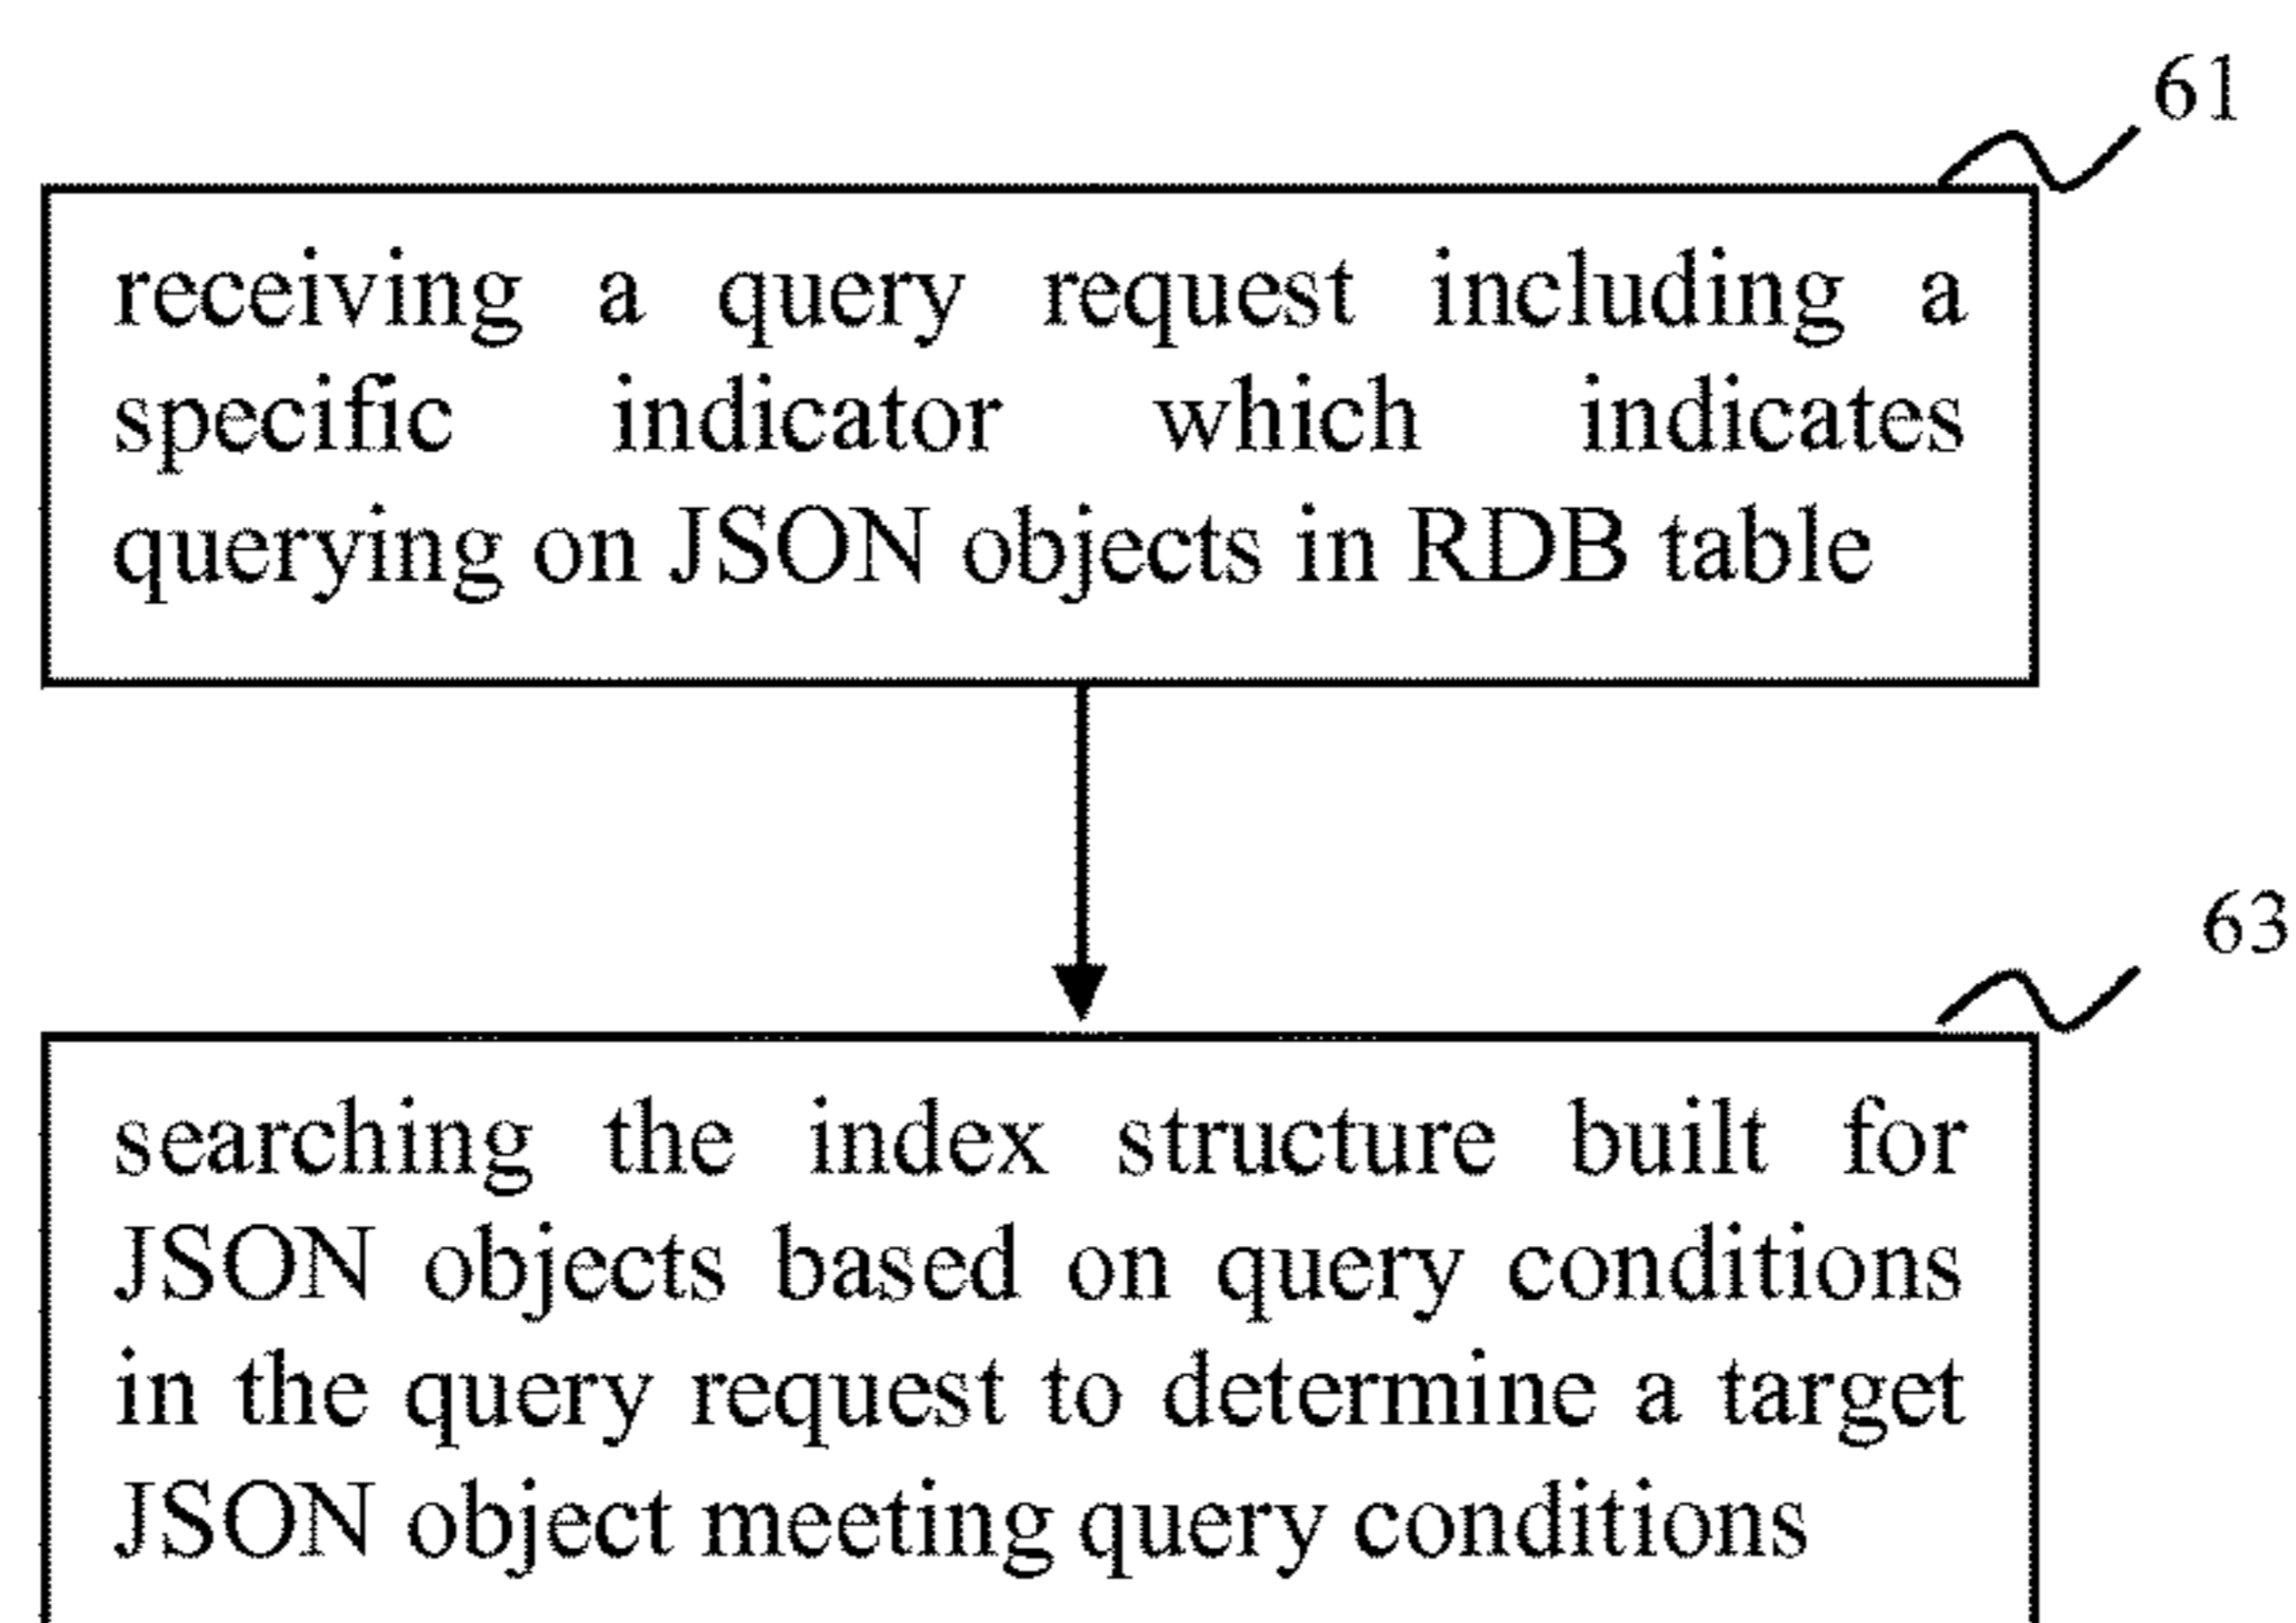 61
receiving a query request including a
specific indicator which indicates
querying on JSON objects in RDB table
63
searching the index structure built for
JSON objects based on query conditions
in the query request to determine a target
JSON object meeting query conditions